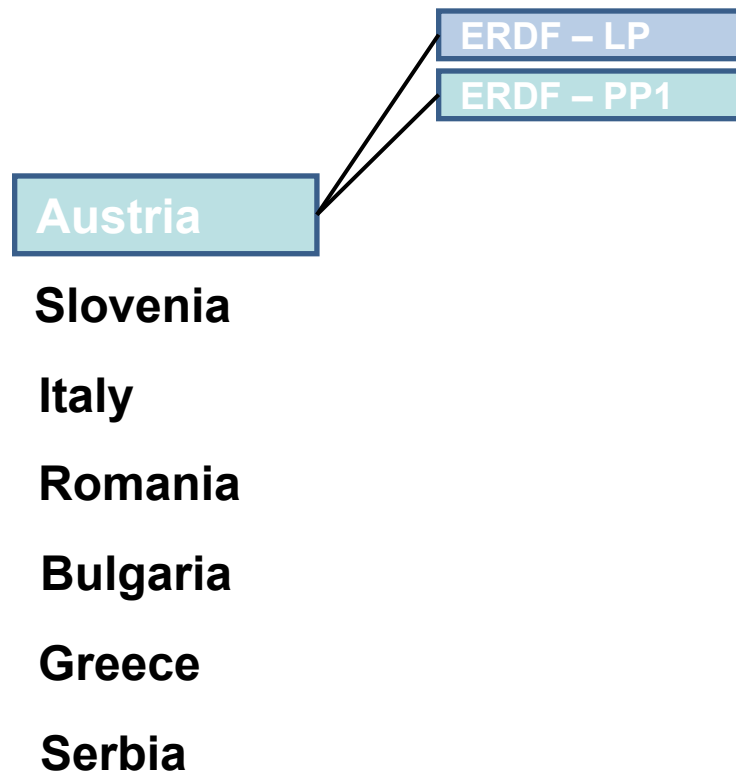 ERDF – LP
ERDF – PP1
Austria
Slovenia
Italy
Romania
Bulgaria
Greece
Serbia